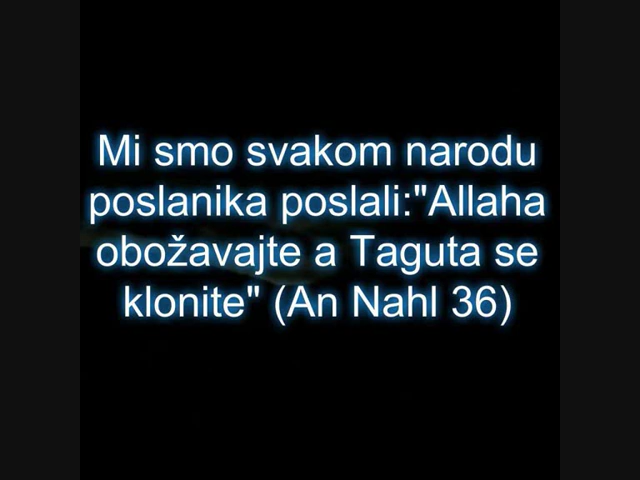 Mi smo svakom narodu
poslanika poslali:"Allaha
obožavajte a Taguta se
klonite" (An Nahl 36)